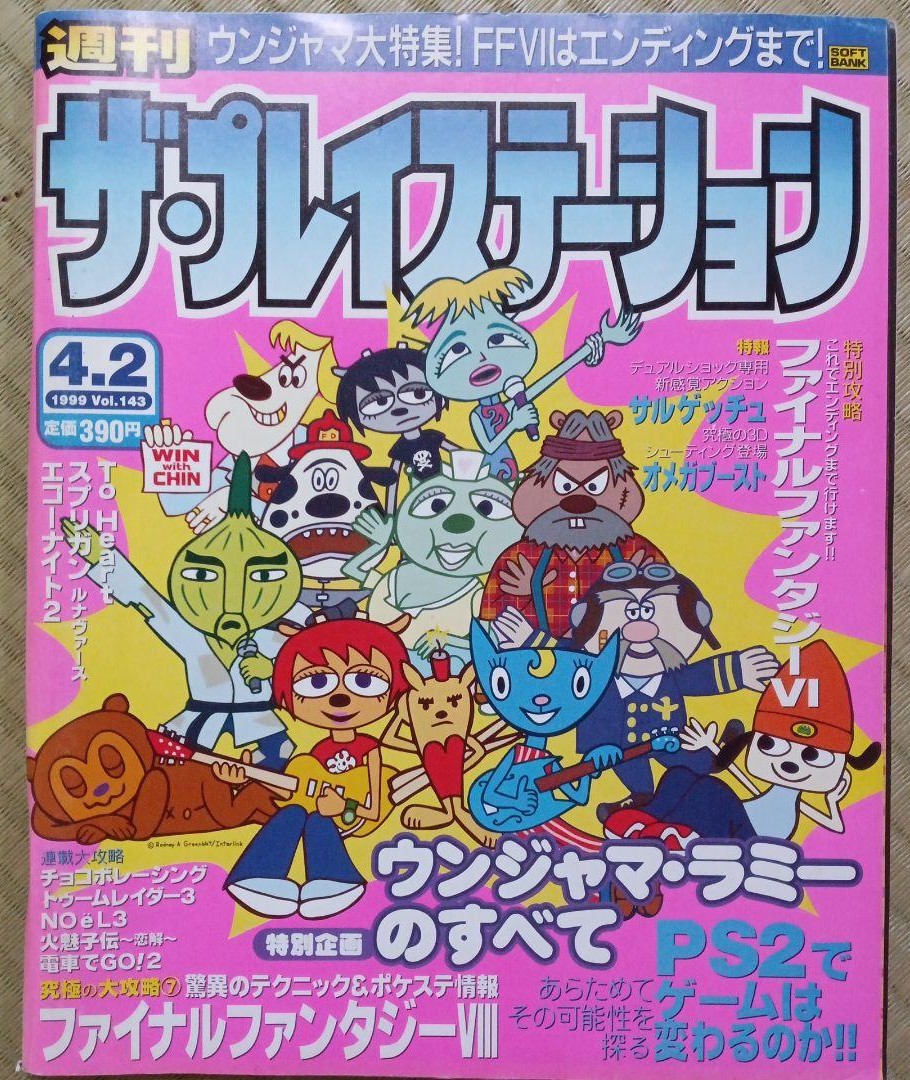 週刊
ウンジャマ大特集!FFVIはエンディングまで!
SOFT
BANK
ザ・プレイステーション
4.2
1999 Vol.143
定価390円
WIN
with
CHIN
FD
特報
デュアルショック専用
新感覚アクション
サルゲッチュ
究極の3D
シューティング登場
オメガブースト
特別攻略
これでエンディングまで行けます!!
ファイナルファンタジーVI
To Heart
スプリガン ルナヴァース
エコーナイト2
© Rodney A Greenblat/Interlink
連載大攻略
チョコボレーシング
トゥームレイダー3
NOëL3
火魅子伝~恋解~
電車でGO!2
特別企画
ウンジャマ・ラミー
のすべて
究極の大攻略⑦驚異のテクニック&ポケステ情報
ファイナルファンタジーVIII
あらためて
その可能性を
探る
PS2で
ゲームは
変わるのか!!